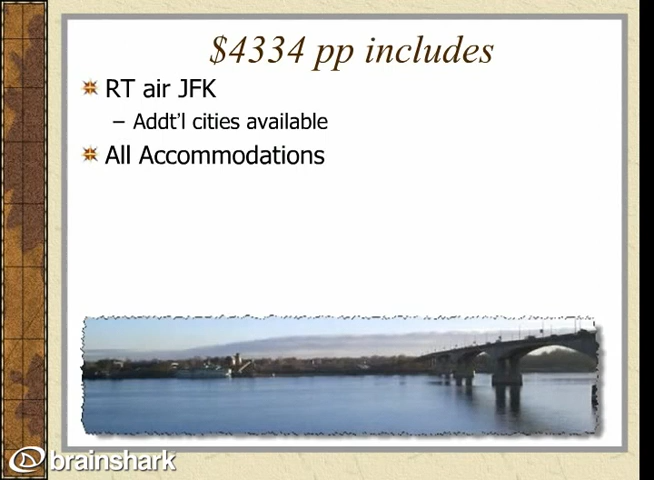 $4334 pp includes
RT air JFK
– Addt'l cities available
All Accommodations
brainshark